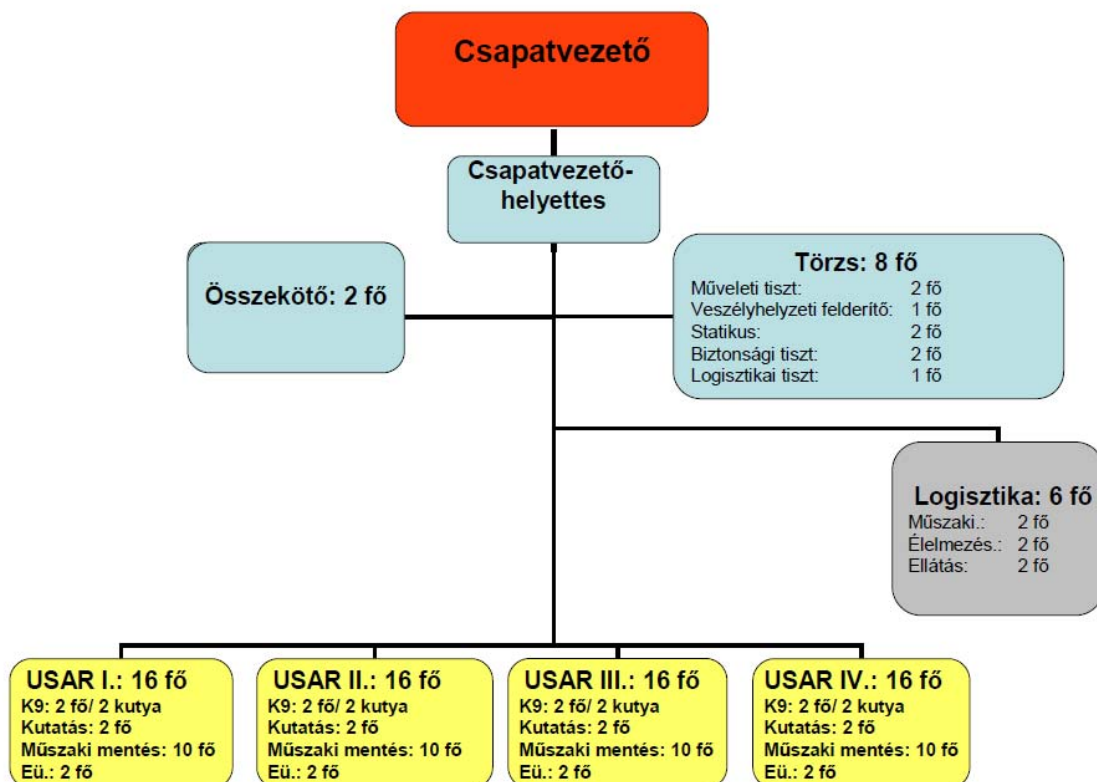 Csapatvezető
Csapatvezető-
helyettes
Összekötő: 2 fő
Törzs: 8 fő
Műveleti tiszt: 2 fő
Veszélyhelyzeti felderítő: 1 fő
Statikus: 2 fő
Biztonsági tiszt: 2 fő
Logisztikai tiszt: 1 fő
Logisztika: 6 fő
Műszaki.: 2 fő
Élelmezés.: 2 fő
Ellátás: 2 fő
USAR I.: 16 fő
K9: 2 fő/ 2 kutya
Kutatás: 2 fő
Műszaki mentés: 10 fő
Eü.: 2 fő
USAR II.: 16 fő
K9: 2 fő/ 2 kutya
Kutatás: 2 fő
Műszaki mentés: 10 fő
Eü.: 2 fő
USAR III.: 16 fő
K9: 2 fő/ 2 kutya
Kutatás: 2 fő
Műszaki mentés: 10 fő
Eü.: 2 fő
USAR IV.: 16 fő
K9: 2 fő/ 2 kutya
Kutatás: 2 fő
Műszaki mentés: 10 fő
Eü.: 2 fő